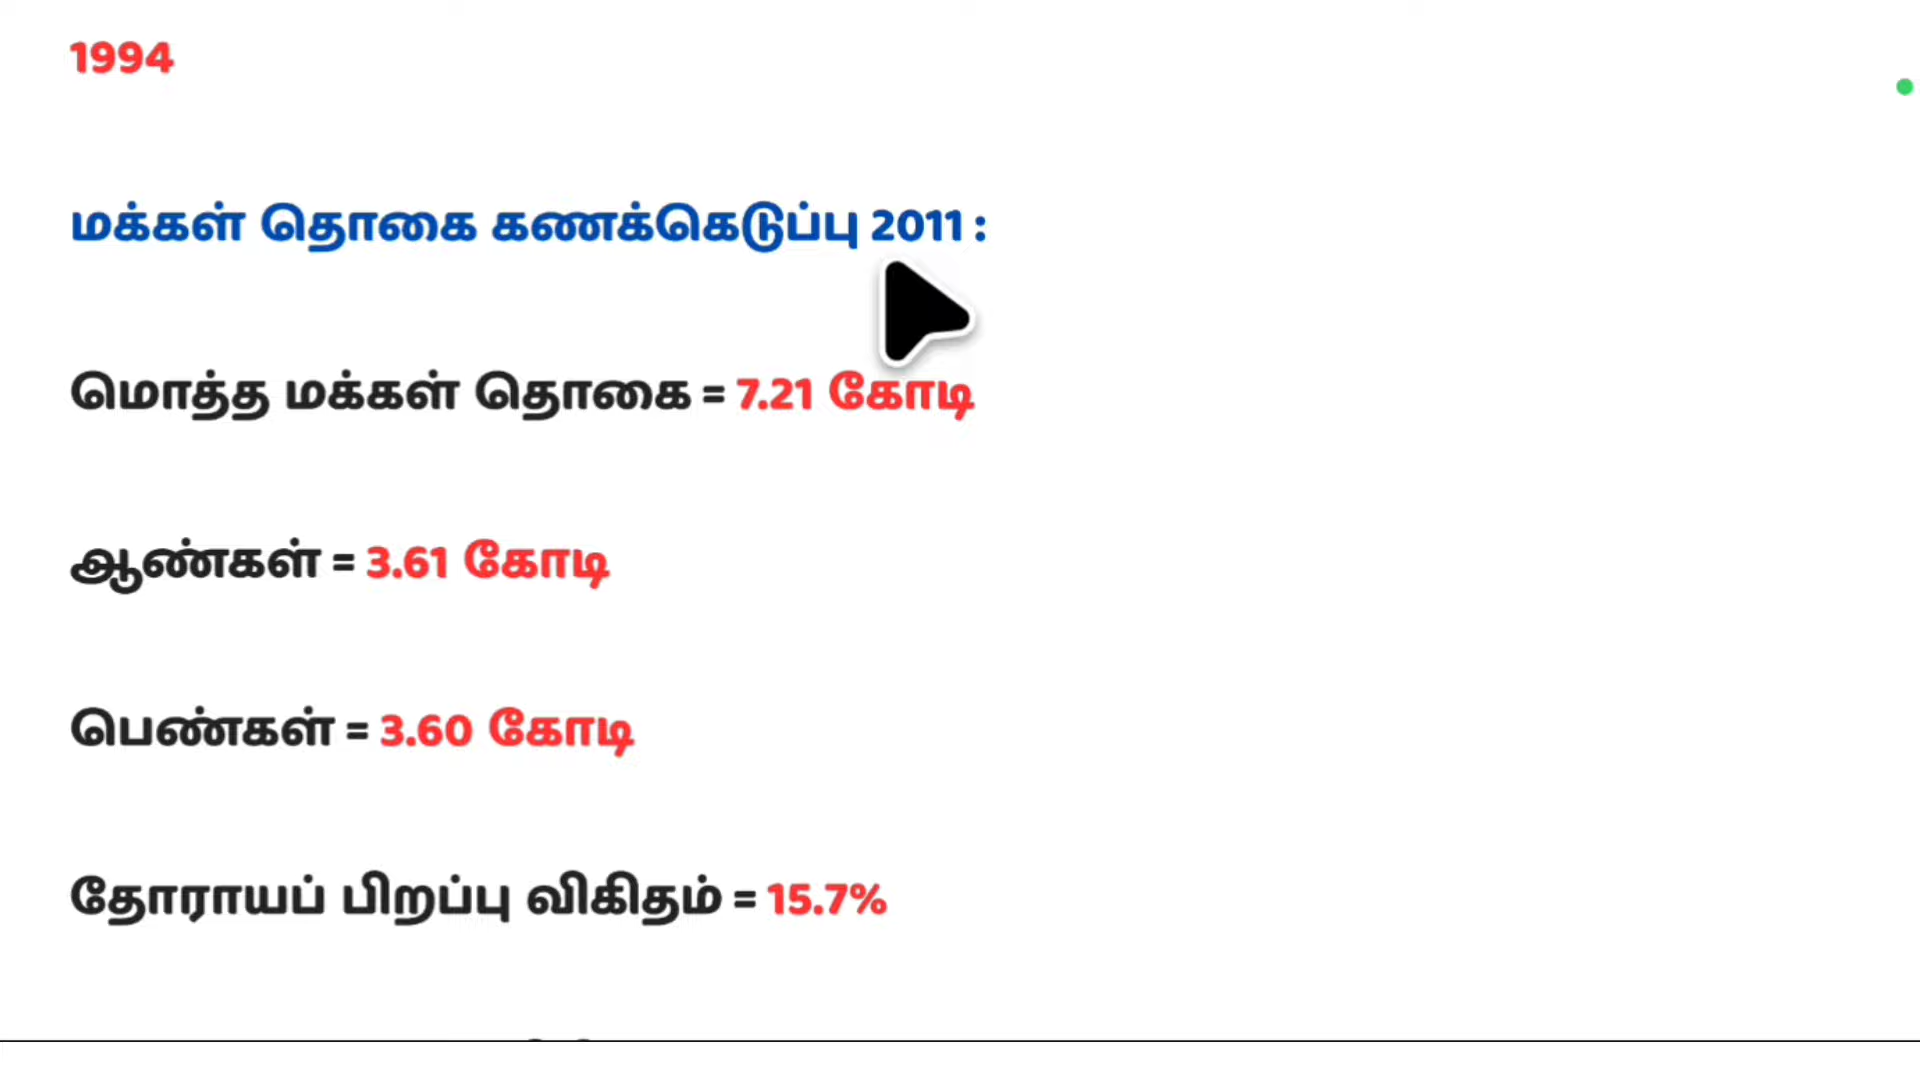 1994
மக்கள் தொகை கணக்கெடுப்பு 2011 :
மொத்த மக்கள் தொகை = 7.21 கோடி
ஆண்கள் = 3.61 கோடி
பெண்கள் = 3.60 கோடி
தோராயப் பிறப்பு விகிதம் = 15.7%